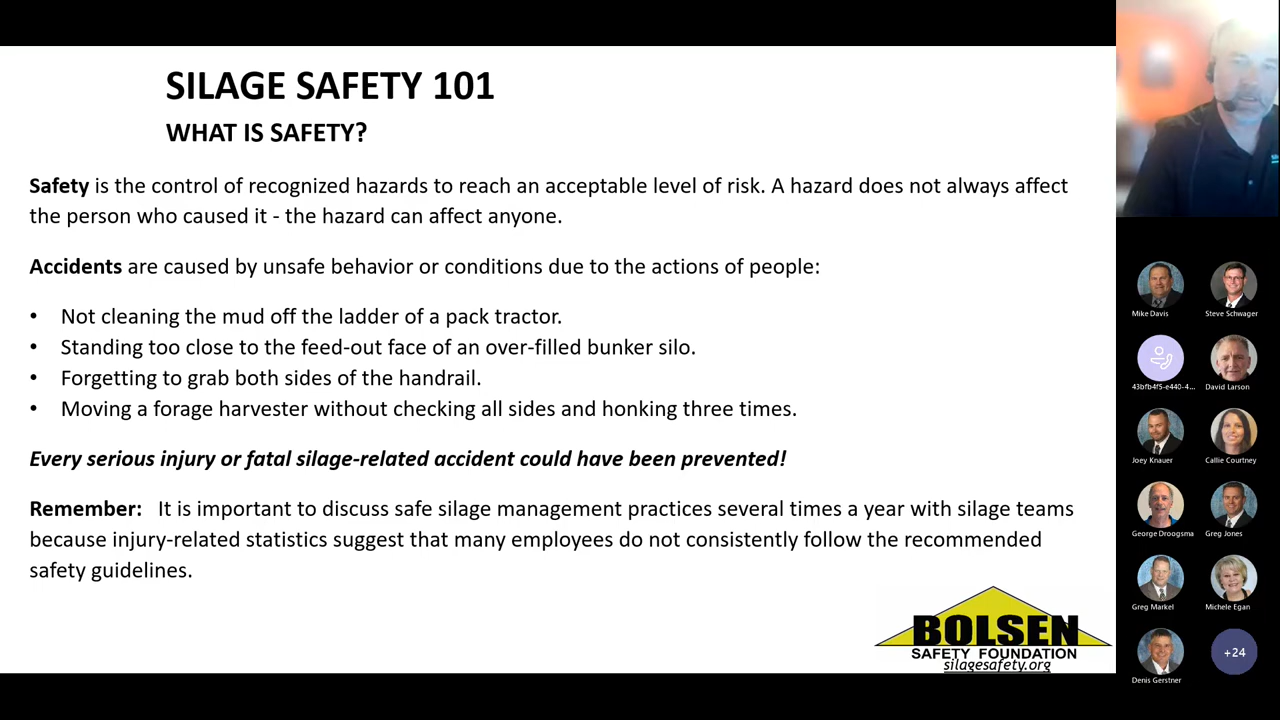 SILAGE SAFETY 101
WHAT IS SAFETY?
Safety is the control of recognized hazards to reach an acceptable level of risk. A hazard does not always affect
the person who caused it - the hazard can affect anyone.
Accidents are caused by unsafe behavior or conditions due to the actions of people:
• Not cleaning the mud off the ladder of a pack tractor.
• Standing too close to the feed-out face of an over-filled bunker silo.
• Forgetting to grab both sides of the handrail.
• Moving a forage harvester without checking all sides and honking three times.
Every serious injury or fatal silage-related accident could have been prevented!
Remember: It is important to discuss safe silage management practices several times a year with silage teams
because injury-related statistics suggest that many employees do not consistently follow the recommended
safety guidelines.
BOLSEN
SAFETY FOUNDATION
silagesafety.org
Mike Davis
Steve Schwager
43bfb4f5-e440-4...
David Larson
Joey Knauer
Callie Courtney
George Droogsma
Greg Jones
Greg Markel
Michele Egan
Denis Gerstner
+24